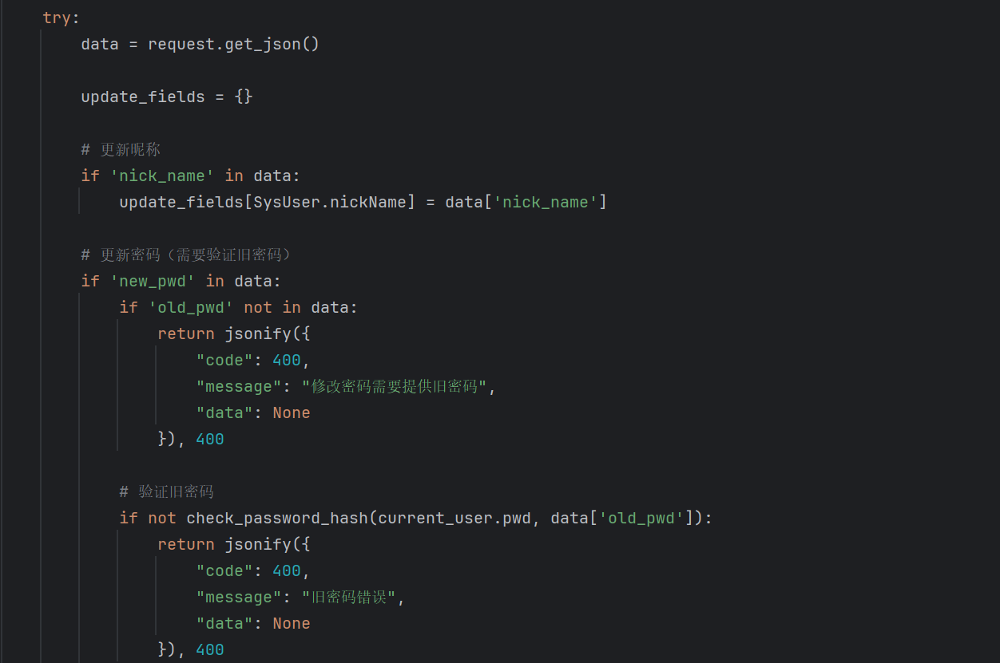 try:
data = request.get_json()
update_fields = {}
# 更新昵称
if 'nick_name' in data:
update_fields[SysUser.nickName] = data['nick_name']
# 更新密码（需要验证旧密码）
if 'new_pwd' in data:
if 'old_pwd' not in data:
return jsonify({
"code": 400,
"message": "修改密码需要提供旧密码",
"data": None
}), 400
# 验证旧密码
if not check_password_hash(current_user.pwd, data['old_pwd']):
return jsonify({
"code": 400,
"message": "旧密码错误",
"data": None
}), 400